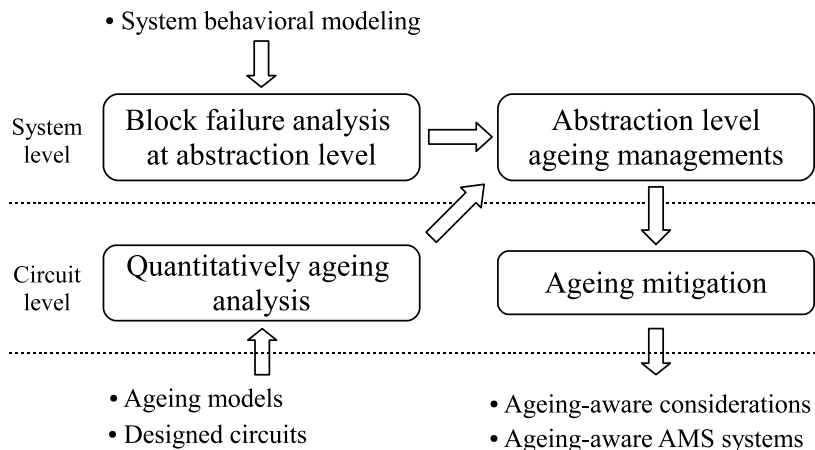 • System behavioral modeling
System
level
Block failure analysis
at abstraction level
Abstraction level
ageing managements
Circuit
level
Quantitatively ageing
analysis
Ageing mitigation
• Ageing models
• Designed circuits
• Ageing-aware considerations
• Ageing-aware AMS systems